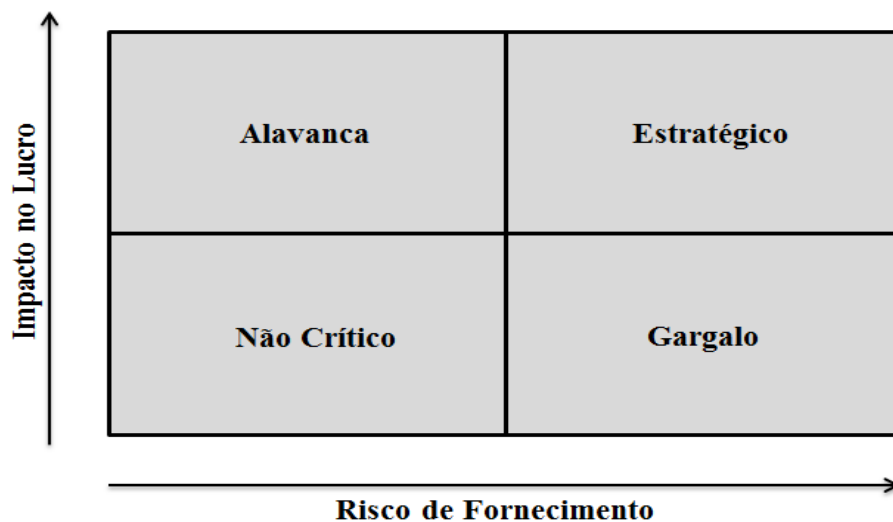 Impacto no Lucro
Alavanca
Estratégico
Não Crítico
Gargalo
Risco de Fornecimento